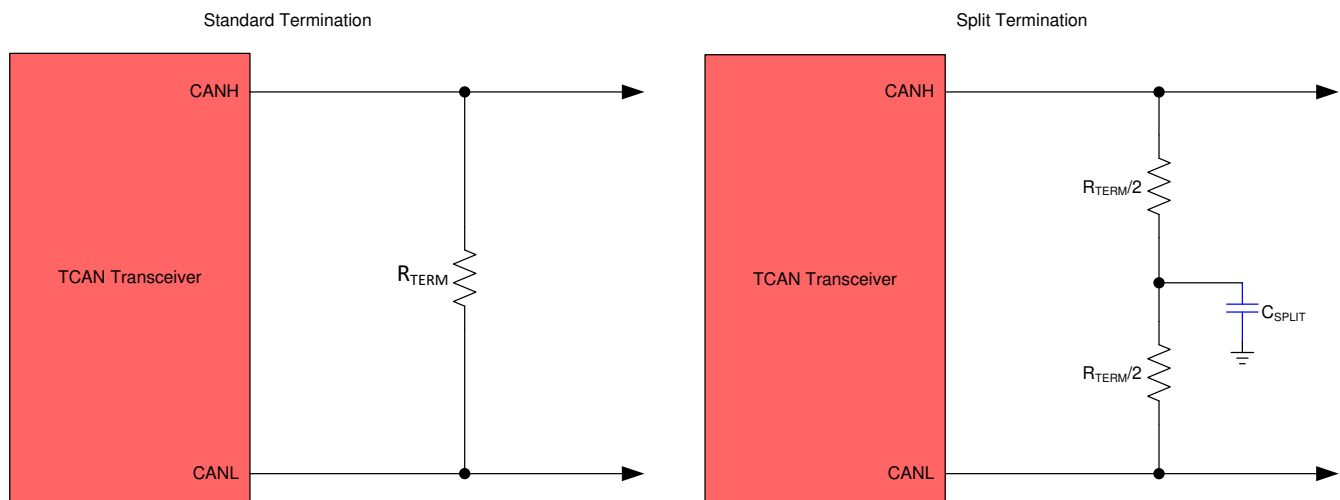 Standard Termination
CANH
TCAN Transceiver
RTERM
CANL
Split Termination
CANH
RTERM/2
TCAN Transceiver
CSPLIT
RTERM/2
CANL